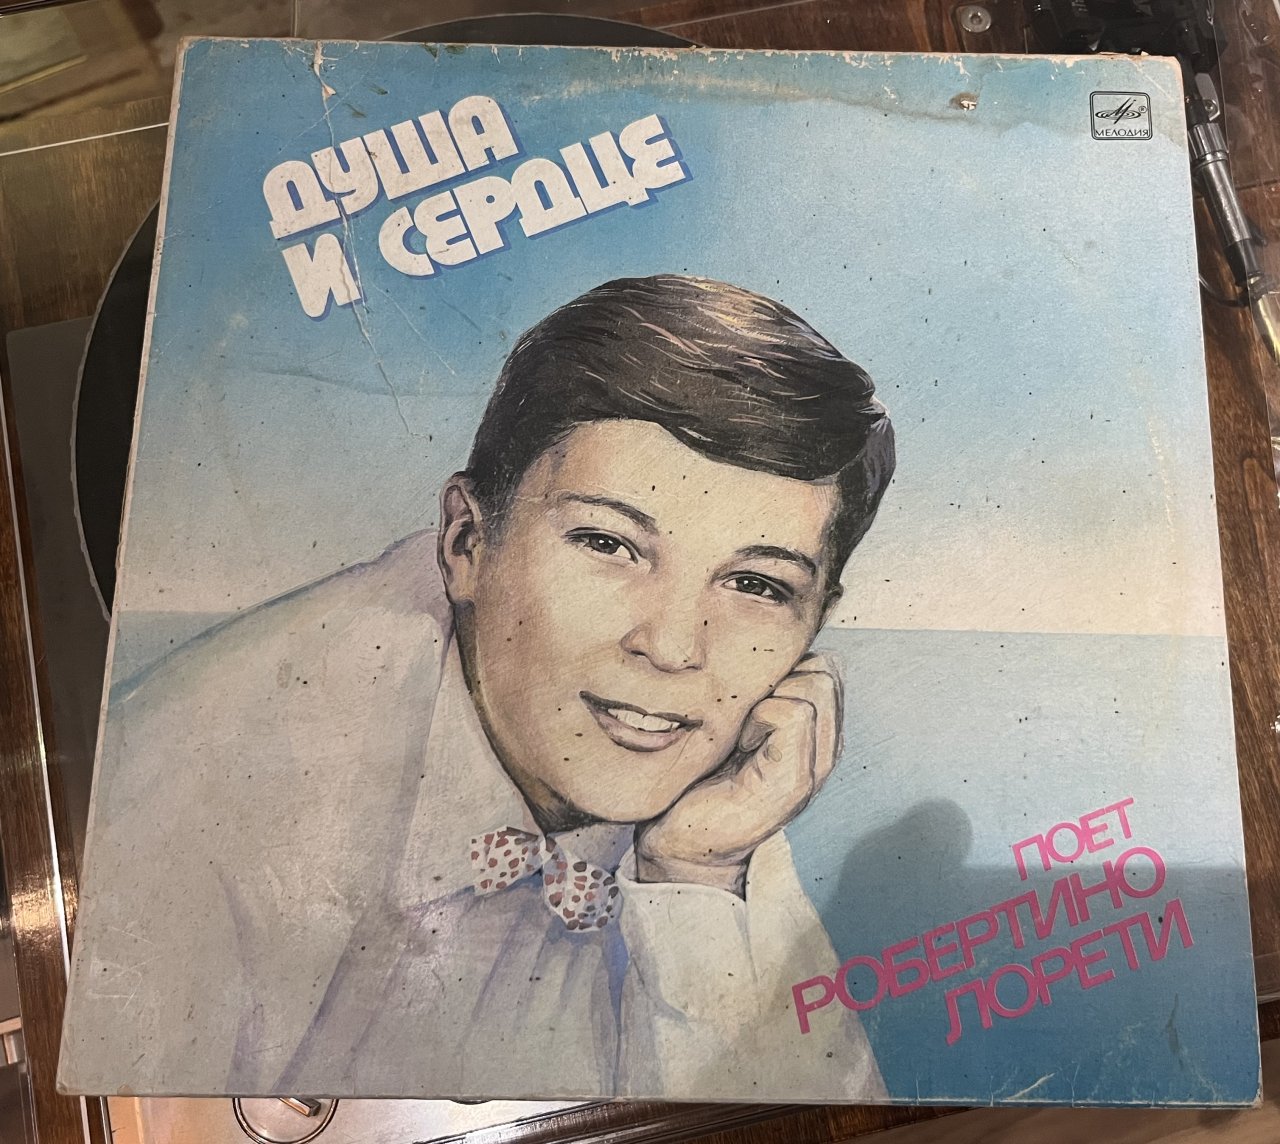 ДУША
И СЕРДЦЕ
МЕЛОДИЯ
ПОЕТ
РОБЕРТИНО
ЛОРЕТИ